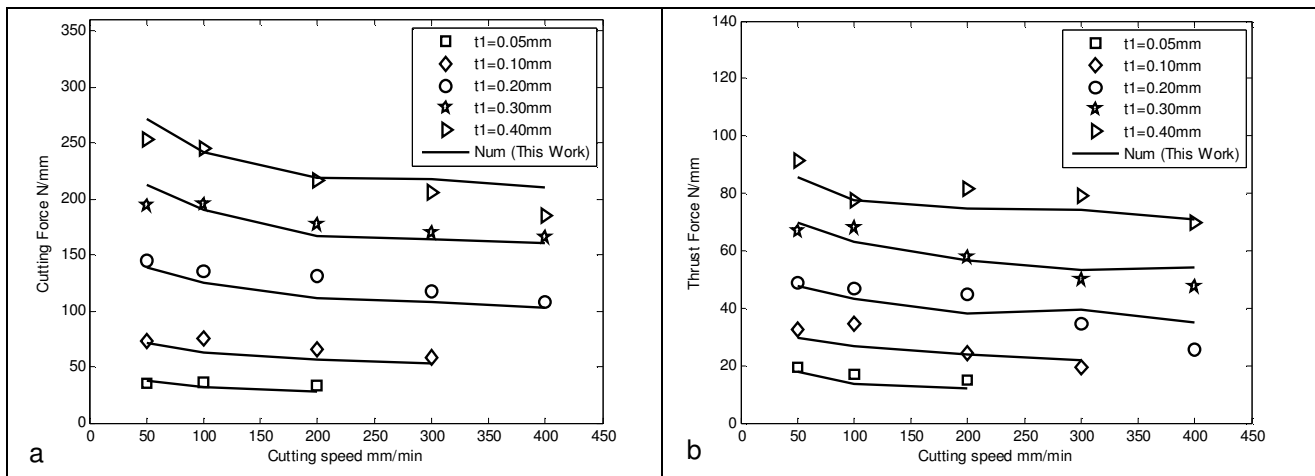 350
300
250
200
150
100
50
0
Cutting Force N/mm
t1=0.05mm
t1=0.10mm
t1=0.20mm
t1=0.30mm
t1=0.40mm
Num (This Work)
0 50 100 150 200 250 300 350 400 450
Cutting speed mm/min
a
140
120
100
80
60
40
20
0
Thrust Force N/mm
t1=0.05mm
t1=0.10mm
t1=0.20mm
t1=0.30mm
t1=0.40mm
Num (This Work)
0 50 100 150 200 250 300 350 400 450
Cutting speed mm/min
b